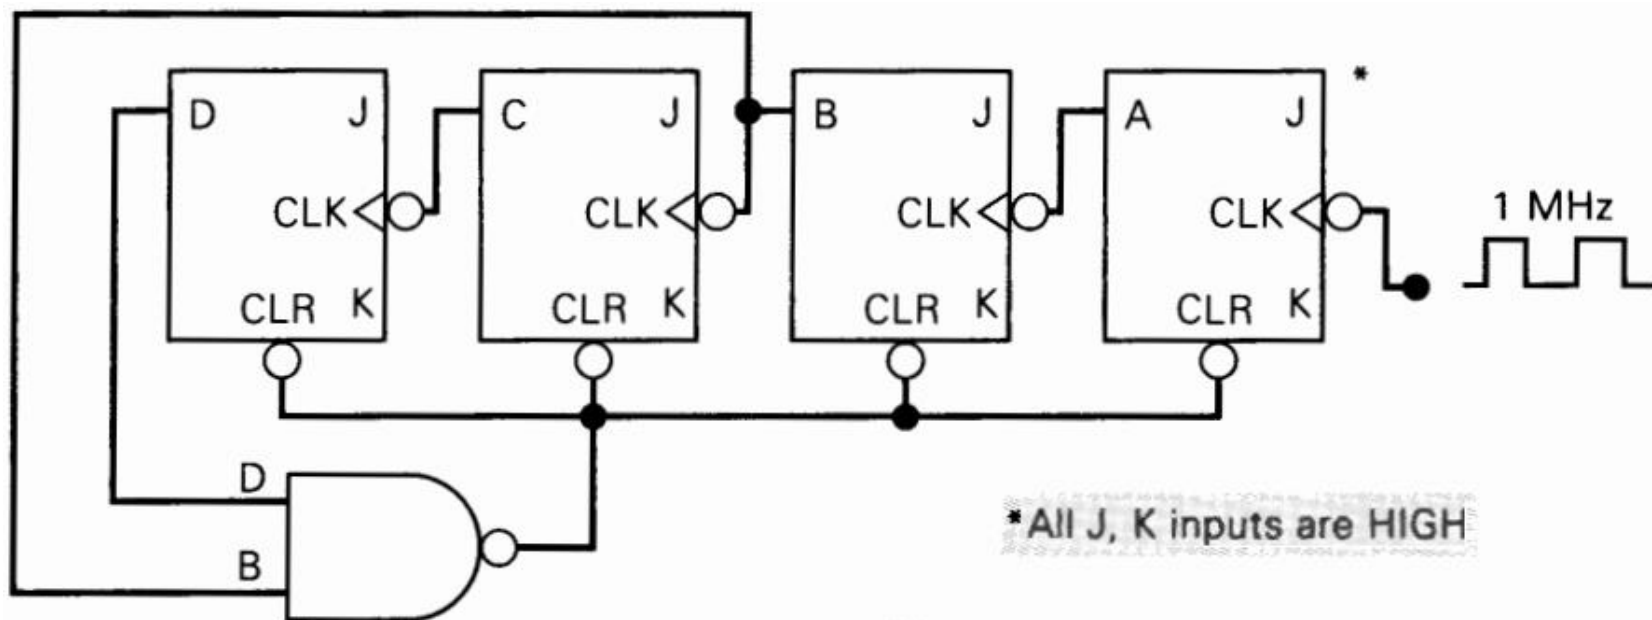 *
D J C J B J A J
CLK CLK CLK CLK
1 MHz
CLR K CLR K CLR K CLR K
D
B
*All J, K inputs are HIGH